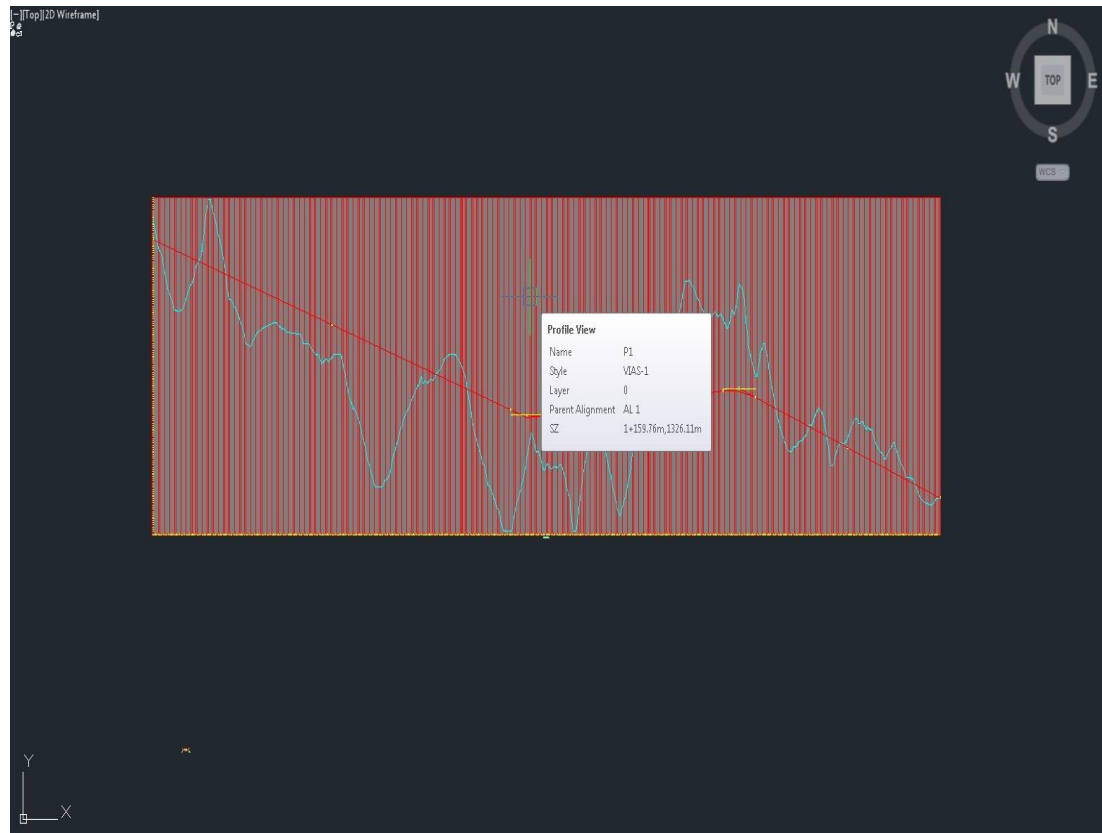 [−][Top][2D Wireframe]
N
W
TOP
E
S
WCS
Profile View
Name P1
Style VIAS-1
Layer 0
Parent Alignment AL 1
SZ 1+159.76m,1326.11m
Y
X